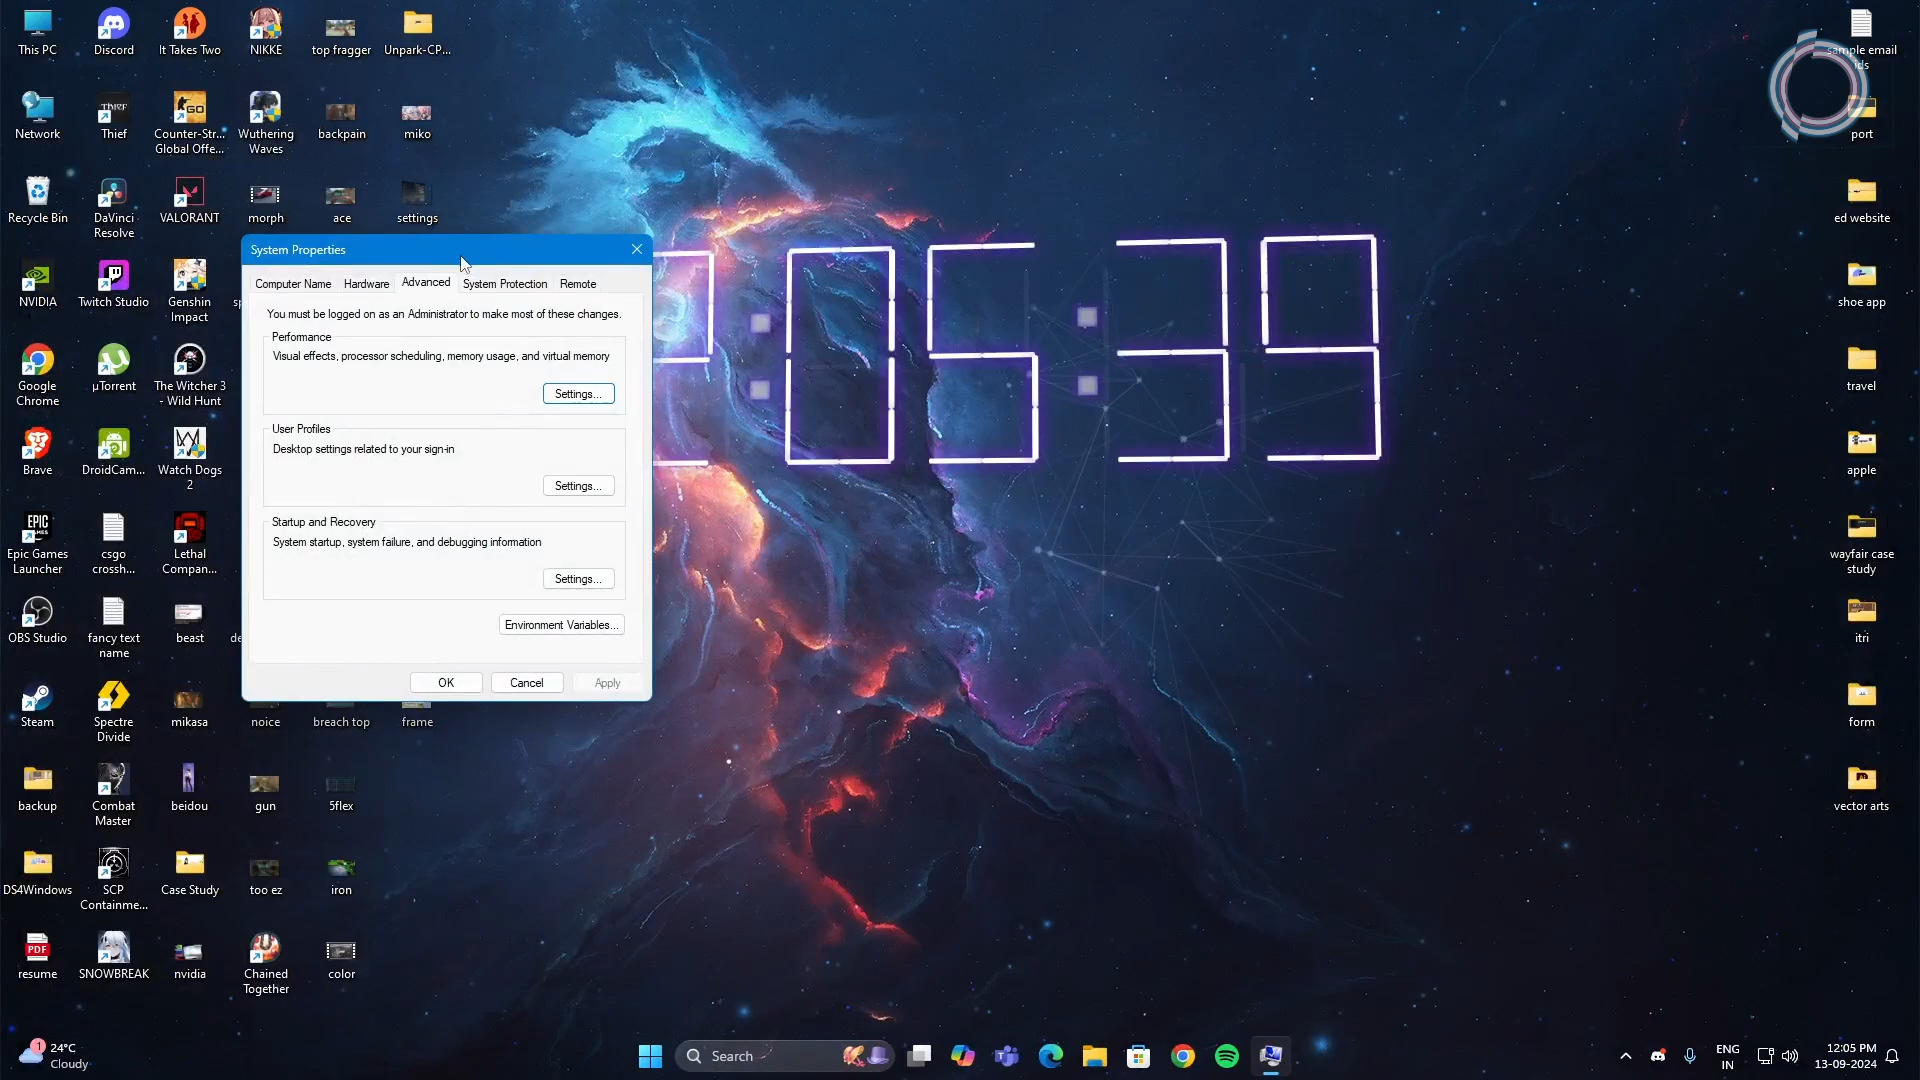 This PC
Discord
It Takes Two
NIKKE
top fragger
Unpark-CP...
Network
Thief
Counter-Str...
Global Offe...
Wuthering
Waves
backpain
miko
Recycle Bin
DaVinci
Resolve
VALORANT
morph
ace
settings
NVIDIA
Twitch Studio
Genshin
Impact
Google
Chrome
µTorrent
The Witcher 3
- Wild Hunt
Brave
DroidCam...
Watch Dogs
2
Epic Games
Launcher
csgo
crossh...
Lethal
Compan...
OBS Studio
fancy text
name
beast
Steam
Spectre
Divide
mikasa
noice
breach top
frame
backup
Combat
Master
beidou
gun
5flex
DS4Windows
SCP
Containme...
Case Study
too ez
iron
resume
SNOWBREAK
nvidia
Chained
Together
color
System Properties
Computer Name
Hardware
Advanced
System Protection
Remote
You must be logged on as an Administrator to make most of these changes.
Performance
Visual effects, processor scheduling, memory usage, and virtual memory
Settings...
User Profiles
Desktop settings related to your sign-in
Settings...
Startup and Recovery
System startup, system failure, and debugging information
Settings...
Environment Variables...
OK
Cancel
Apply
:05:39
sample email
ids
port
ed website
shoe app
travel
apple
wayfair case
study
itri
form
vector arts
1
24°C
Cloudy
Search
ENG
IN
12:05 PM
13-09-2024